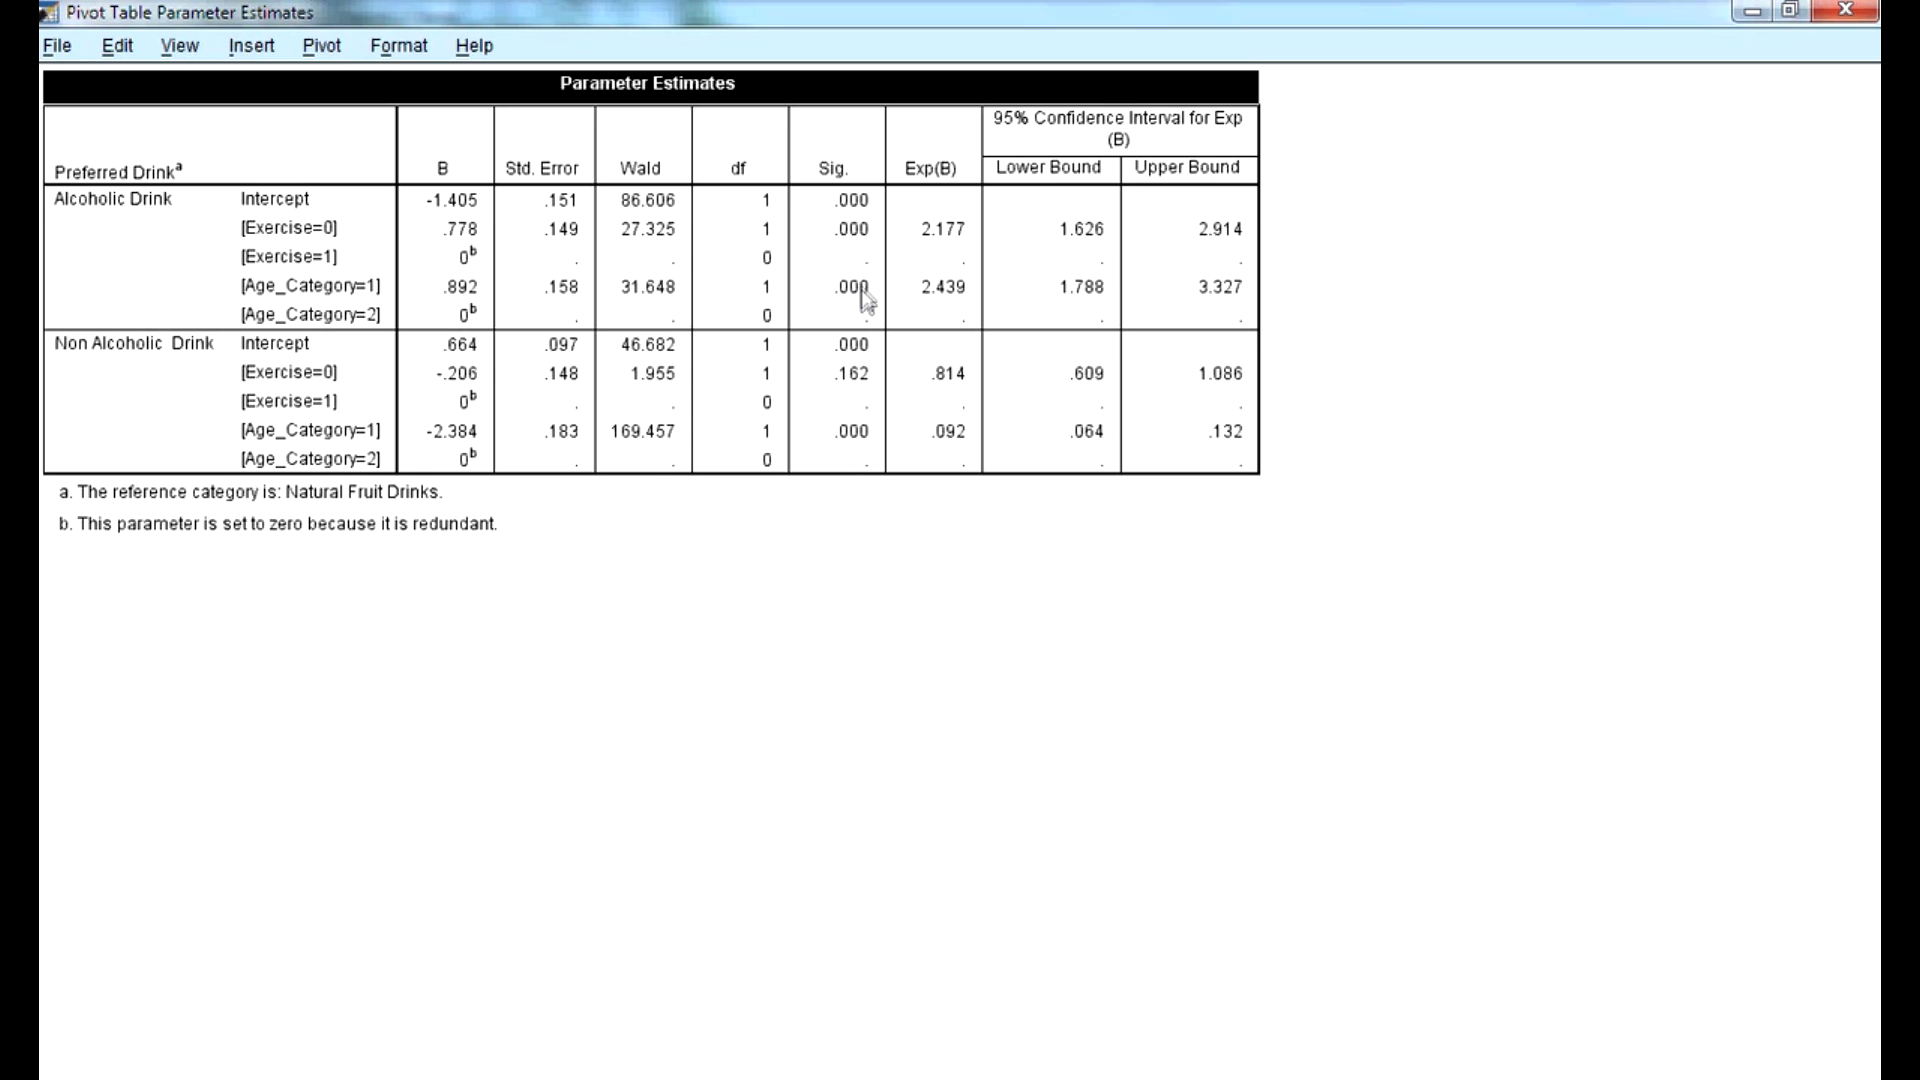 Pivot Table Parameter Estimates
File Edit View Insert Pivot Format Help
Parameter Estimates
95% Confidence Interval for Exp
(B)
Preferred Drinkᵃ B Std. Error Wald df Sig. Exp(B) Lower Bound Upper Bound
Alcoholic Drink Intercept -1.405 .151 86.606 1 .000
[Exercise=0] .778 .149 27.325 1 .000 2.177 1.626 2.914
[Exercise=1] 0ᵇ . . 0 . . . .
[Age_Category=1] .892 .158 31.648 1 .000 2.439 1.788 3.327
[Age_Category=2] 0ᵇ . . 0 . . . .
Non Alcoholic Drink Intercept .664 .097 46.682 1 .000
[Exercise=0] -.206 .148 1.955 1 .162 .814 .609 1.086
[Exercise=1] 0ᵇ . . 0 . . . .
[Age_Category=1] -2.384 .183 169.457 1 .000 .092 .064 .132
[Age_Category=2] 0ᵇ . . 0 . . . .
a. The reference category is: Natural Fruit Drinks.
b. This parameter is set to zero because it is redundant.